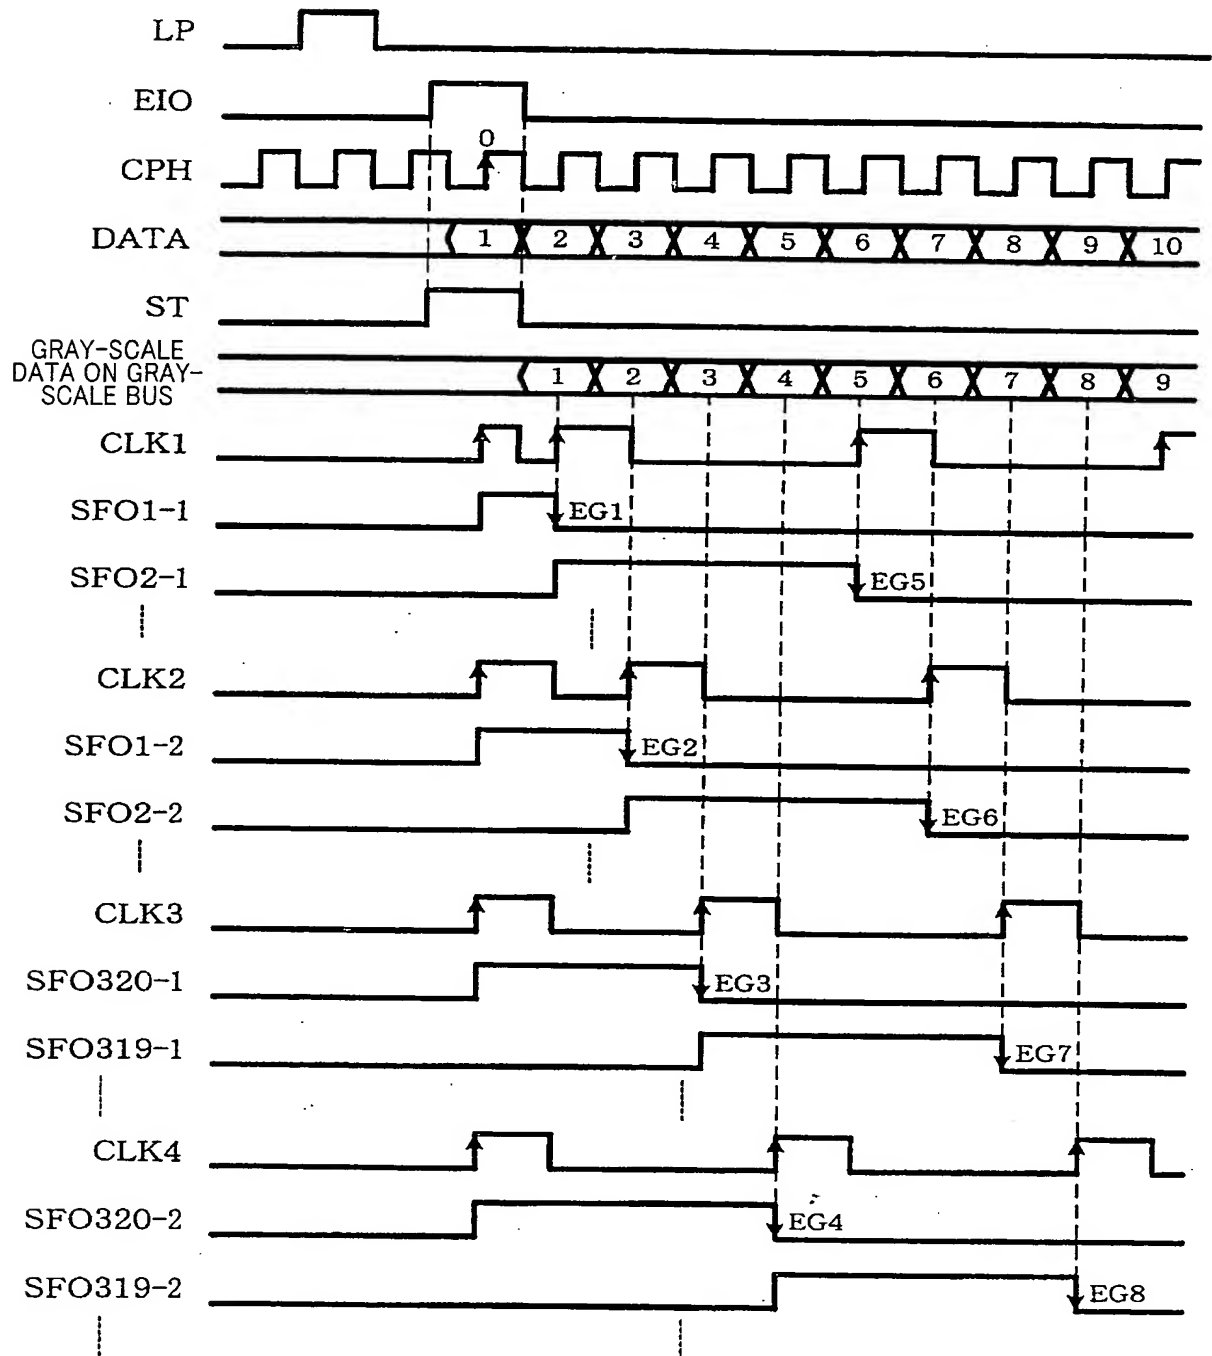 LP
EIO
0
CPH
DATA 1 2 3 4 5 6 7 8 9 10
ST
GRAY-SCALE
DATA ON GRAY-
SCALE BUS
1 2 3 4 5 6 7 8 9
CLK1
SFO1-1
EG1
SFO2-1
EG5
CLK2
SFO1-2
EG2
SFO2-2
EG6
CLK3
SFO320-1
EG3
SFO319-1
EG7
CLK4
SFO320-2
EG4
SFO319-2
EG8